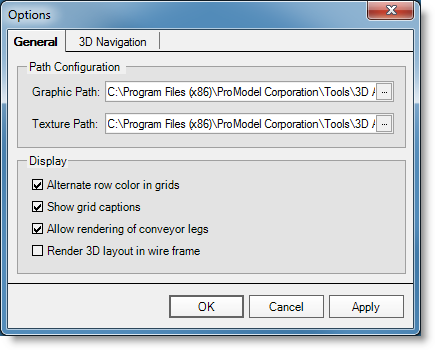 Options
General 3D Navigation
Path Configuration
Graphic Path: C:\Program Files (x86)\ProModel Corporation\Tools\3D A ...
Texture Path: C:\Program Files (x86)\ProModel Corporation\Tools\3D A ...
Display
Alternate row color in grids
Show grid captions
Allow rendering of conveyor legs
Render 3D layout in wire frame
OK Cancel Apply